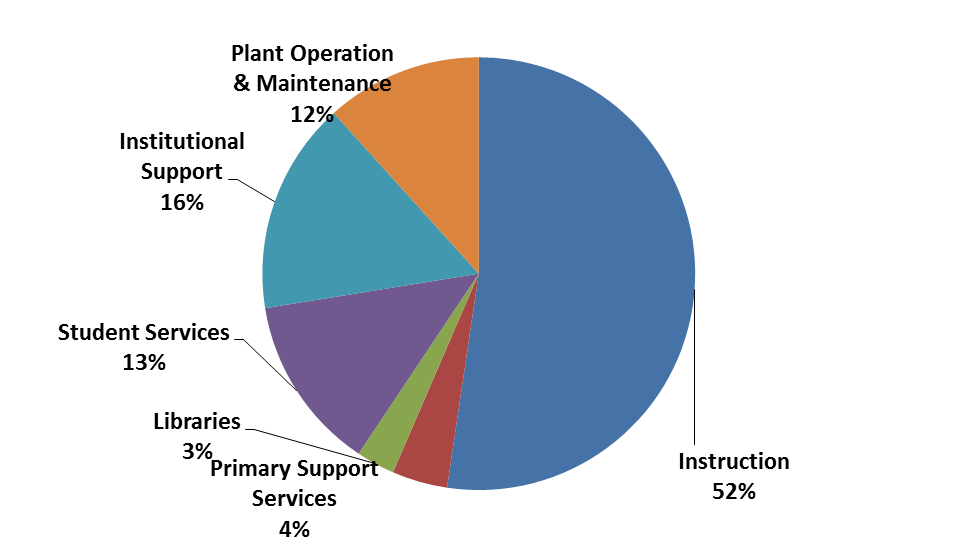 Plant Operation
& Maintenance
12%
Institutional
Support
16%
Student Services
13%
Libraries
3%
Primary Support
Services
4%
Instruction
52%